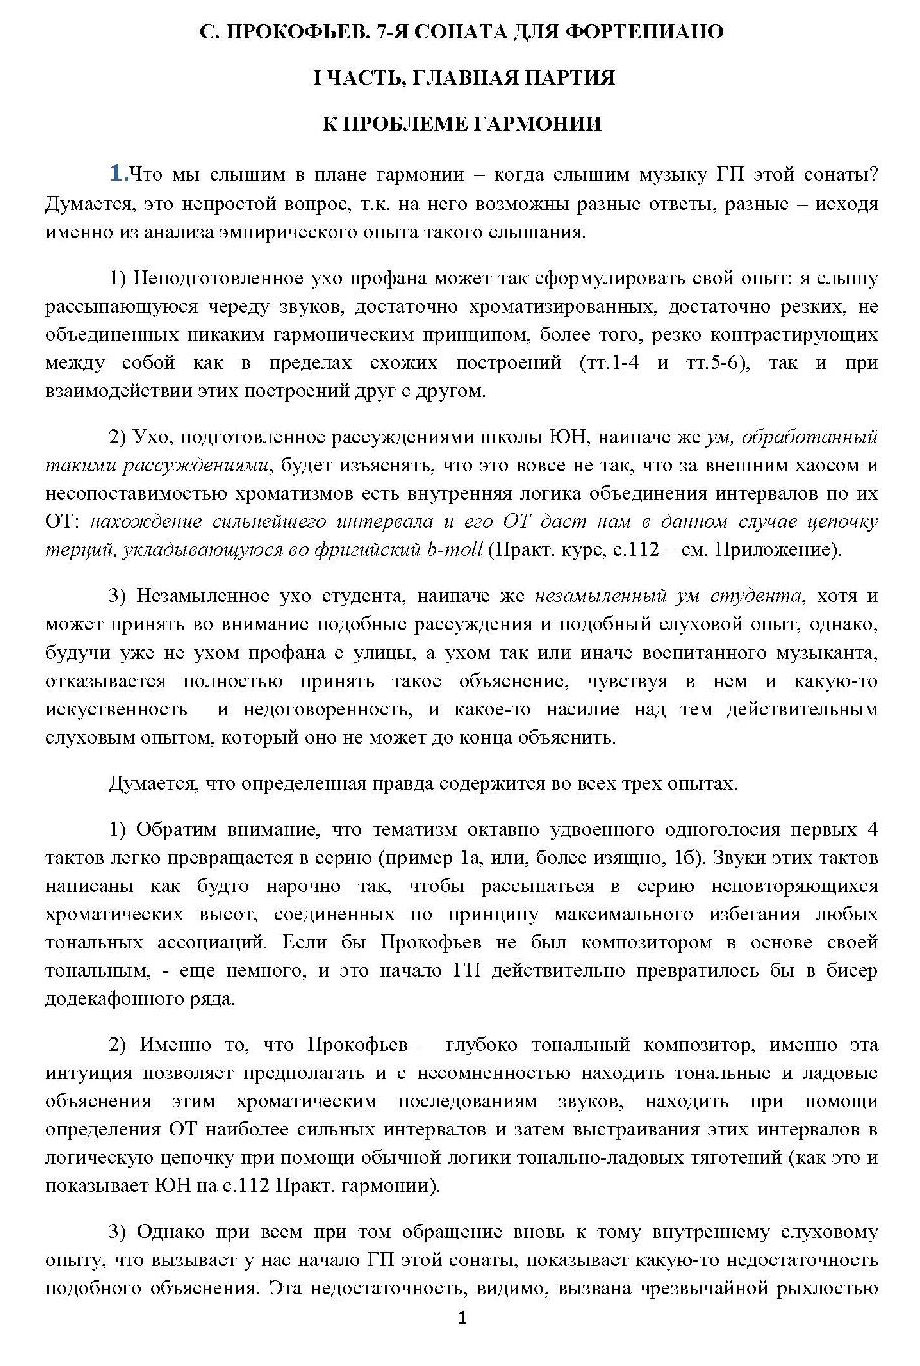 С. ПРОКОФЬЕВ. 7-Я СОНАТА ДЛЯ ФОРТЕПИАНО
I ЧАСТЬ, ГЛАВНАЯ ПАРТИЯ
К ПРОБЛЕМЕ ГАРМОНИИ
1.Что мы слышим в плане гармонии – когда слышим музыку ГП этой сонаты?
Думается, это непростой вопрос, т.к. на него возможны разные ответы, разные – исходя
именно из анализа эмпирического опыта такого слышания.
1) Неподготовленное ухо профана может так сформулировать свой опыт: я слышу
рассыпающуюся череду звуков, достаточно хроматизированных, достаточно резких, не
объединенных никаким гармоническим принципом, более того, резко контрастирующих
между собой как в пределах схожих построений (тт.1-4 и тт.5-6), так и при
взаимодействии этих построений друг с другом.
2) Ухо, подготовленное рассуждениями школы ЮН, наипаче же ум, обработанный
такими рассуждениями, будет изъяснять, что это вовсе не так, что за внешним хаосом и
несопоставимостью хроматизмов есть внутренняя логика объединения интервалов по их
ОТ: нахождение сильнейшего интервала и его ОТ даст нам в данном случае цепочку
терций, укладывающуюся во фригийский b-moll (Практ. курс, с.112 – см. Приложение).
3) Незамыленное ухо студента, наипаче же незамыленный ум студента, хотя и
может принять во внимание подобные рассуждения и подобный слуховой опыт, однако,
будучи уже не ухом профана с улицы, а ухом так или иначе воспитанного музыканта,
отказывается полностью принять такое объяснение, чувствуя в нем и какую-то
искуственность и недоговоренность, и какое-то насилие над тем действительным
слуховым опытом, который оно не может до конца объяснить.
Думается, что определенная правда содержится во всех трех опытах.
1) Обратим внимание, что тематизм октавно удвоенного одноголосия первых 4
тактов легко превращается в серию (пример 1а, или, более изящно, 1б). Звуки этих тактов
написаны как будто нарочно так, чтобы рассыпаться в серию неповторяющихся
хроматических высот, соединенных по принципу максимального избегания любых
тональных ассоциаций. Если бы Прокофьев не был композитором в основе своей
тональным, - еще немного, и это начало ГП действительно превратилось бы в бисер
додекафонного ряда.
2) Именно то, что Прокофьев – глубоко тональный композитор, именно эта
интуиция позволяет предполагать и с несомненностью находить тональные и ладовые
объяснения этим хроматическим последованиям звуков, находить при помощи
определения ОТ наиболее сильных интервалов и затем выстраивания этих интервалов в
логическую цепочку при помощи обычной логики тонально-ладовых тяготений (как это и
показывает ЮН на с.112 Практ. гармонии).
3) Однако при всем при том обращение вновь к тому внутреннему слуховому
опыту, что вызывает у нас начало ГП этой сонаты, показывает какую-то недостаточность
подобного объяснения. Эта недостаточность, видимо, вызвана чрезвычайной рыхлостью
1